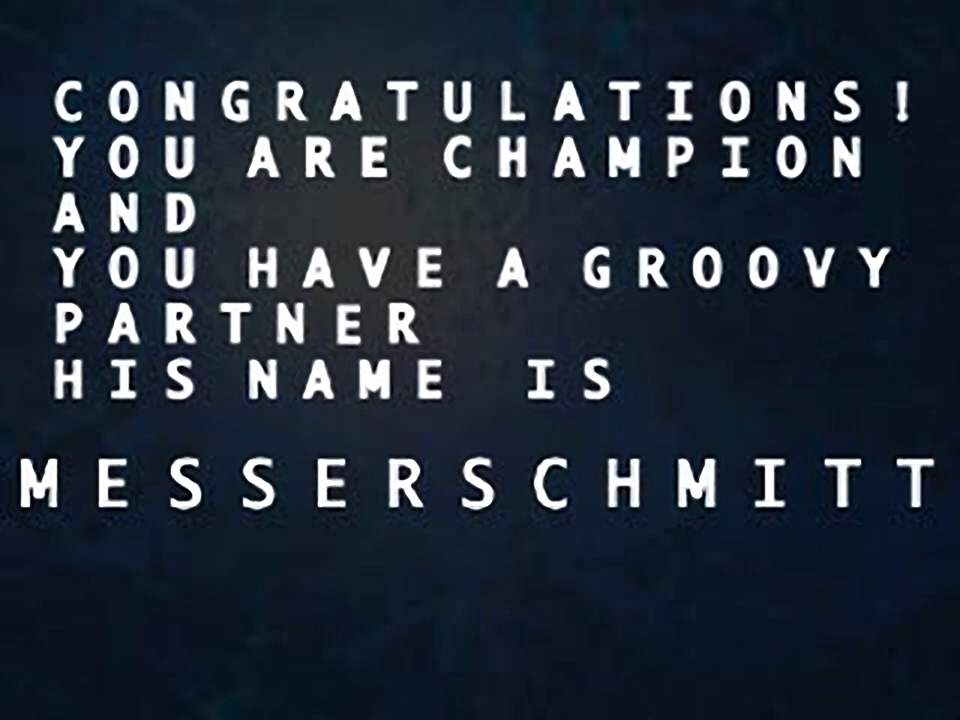 CONGRATULATIONS!
YOU ARE CHAMPION
AND
YOU HAVE A GROOVY
PARTNER
HIS NAME IS
MESSERSCHMITT